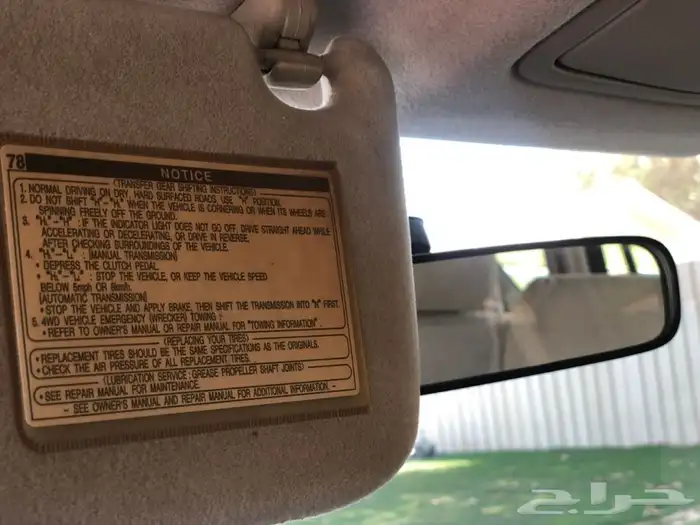 78
NOTICE
(TRANSFER GEAR SHIFTING INSTRUCTIONS)
1. NORMAL DRIVING ON DRY, HARD SURFACED ROADS, USE "H" POSITION.
2. DO NOT SHIFT WHEN THE VEHICLE IS CORNERING OR WHEN ITS WHEELS ARE
SPINNING FREELY OFF THE GROUND.
3. : IF THE INDICATOR LIGHT DOES NOT GO OFF, DRIVE STRAIGHT AHEAD WHILE
ACCELERATING OR DECELERATING, OR DRIVE IN REVERSE,
AFTER CHECKING SURROUNDINGS OF THE VEHICLE.
4. : [MANUAL TRANSMISSION]
• DEPRESS THE CLUTCH PEDAL.
• : STOP THE VEHICLE, OR KEEP THE VEHICLE SPEED
BELOW 5mph OR 8km/h.
[AUTOMATIC TRANSMISSION]
• STOP THE VEHICLE AND APPLY BRAKE, THEN SHIFT THE TRANSMISSION INTO "N" FIRST.
5. 4WD VEHICLE EMERGENCY (WRECKER) TOWING :
• REFER TO OWNER'S MANUAL OR REPAIR MANUAL FOR "TOWING INFORMATION".
(REPLACING YOUR TIRES)
• REPLACEMENT TIRES SHOULD BE THE SAME SPECIFICATIONS AS THE ORIGINALS.
• CHECK THE AIR PRESSURE OF ALL REPLACEMENT TIRES.
(LUBRICATION SERVICE : GREASE PROPELLER SHAFT JOINTS)
• SEE REPAIR MANUAL FOR MAINTENANCE.
- SEE OWNER'S MANUAL AND REPAIR MANUAL FOR ADDITIONAL INFORMATION. -
حراج